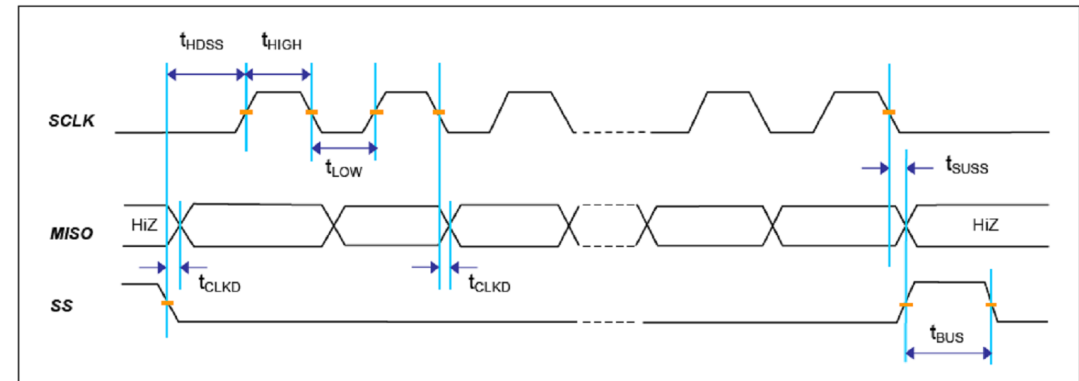 tHDSS tHIGH
SCLK
tLOW
tSUSS
MISO HiZ HiZ
tCLKD tCLKD
SS
tBUS